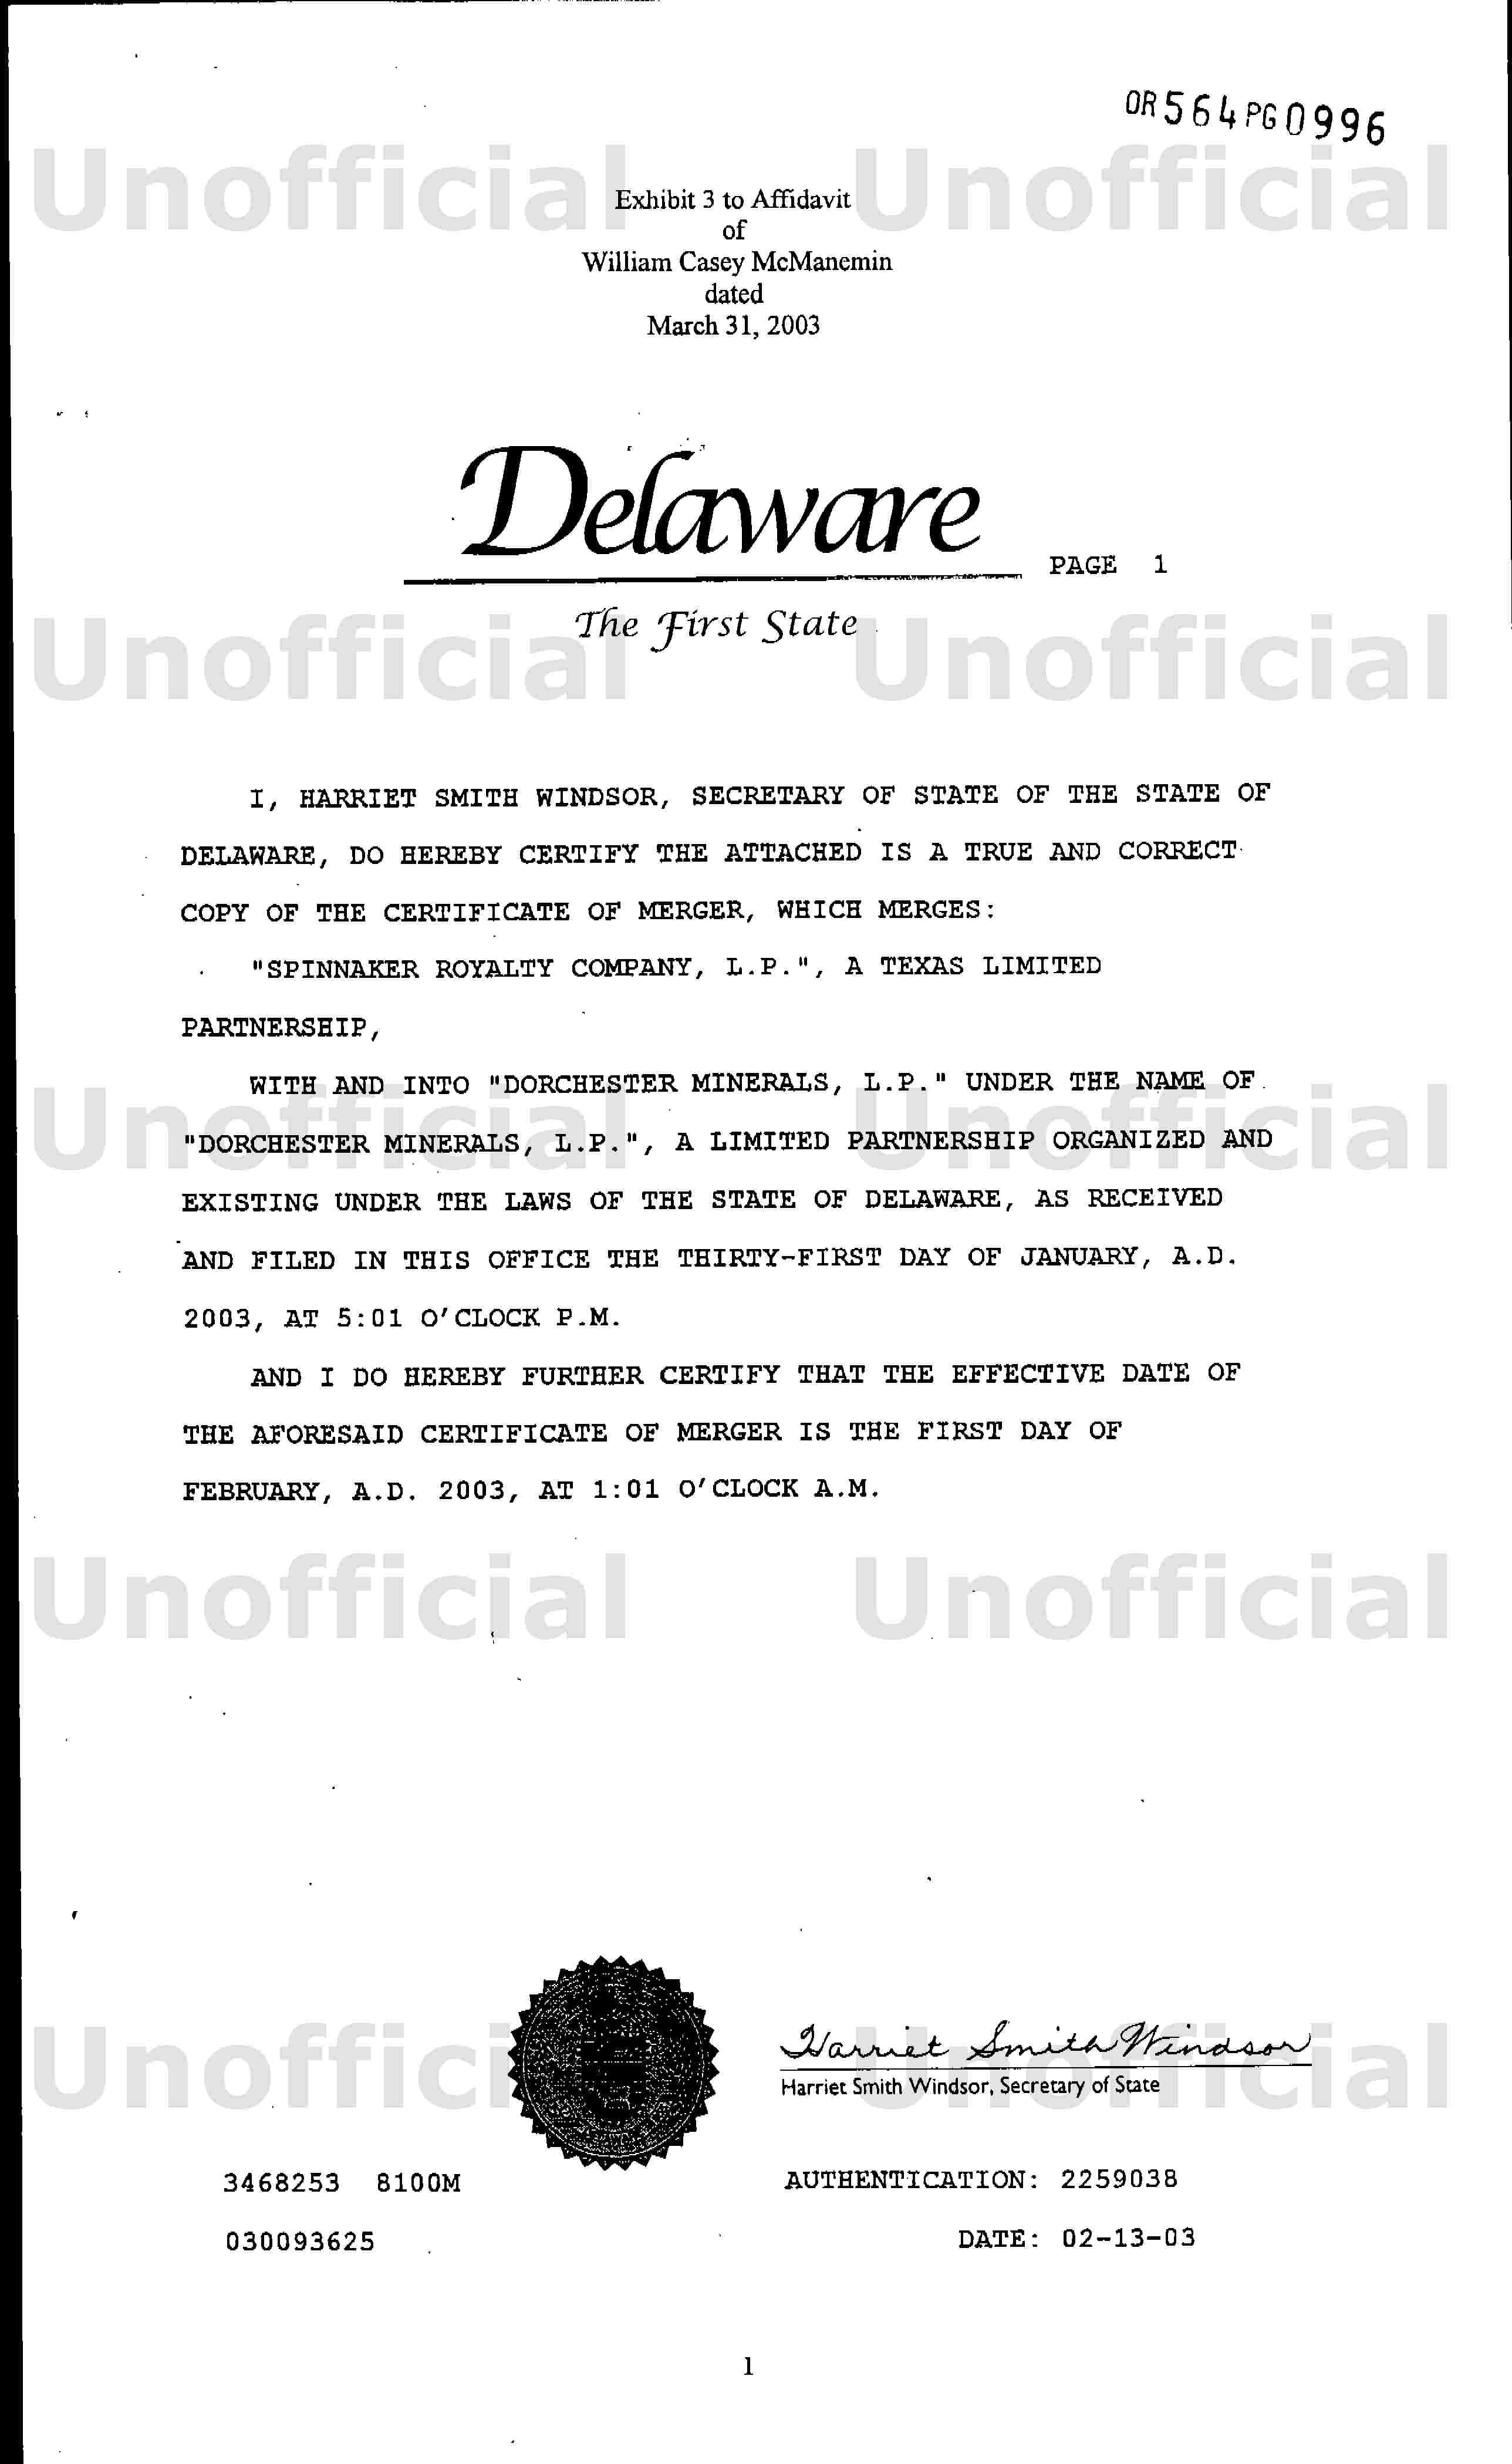 OR564PG0996
Unofficial Unofficial
Exhibit 3 to Affidavit
of
William Casey McManemin
dated
March 31, 2003
Delaware
PAGE 1
The First State
Unofficial Unofficial
I, HARRIET SMITH WINDSOR, SECRETARY OF STATE OF THE STATE OF
DELAWARE, DO HEREBY CERTIFY THE ATTACHED IS A TRUE AND CORRECT
COPY OF THE CERTIFICATE OF MERGER, WHICH MERGES:
"SPINNAKER ROYALTY COMPANY, L.P.", A TEXAS LIMITED
PARTNERSHIP,
WITH AND INTO "DORCHESTER MINERALS, L.P." UNDER THE NAME OF
Unofficial Unofficial
"DORCHESTER MINERALS, L.P.", A LIMITED PARTNERSHIP ORGANIZED AND
EXISTING UNDER THE LAWS OF THE STATE OF DELAWARE, AS RECEIVED
AND FILED IN THIS OFFICE THE THIRTY-FIRST DAY OF JANUARY, A.D.
2003, AT 5:01 O'CLOCK P.M.
AND I DO HEREBY FURTHER CERTIFY THAT THE EFFECTIVE DATE OF
THE AFORESAID CERTIFICATE OF MERGER IS THE FIRST DAY OF
FEBRUARY, A.D. 2003, AT 1:01 O'CLOCK A.M.
Unofficial Unofficial
Harriet Smith Windsor
Unofficial Unofficial
Harriet Smith Windsor, Secretary of State
3468253 8100M
AUTHENTICATION: 2259038
030093625
DATE: 02-13-03
1